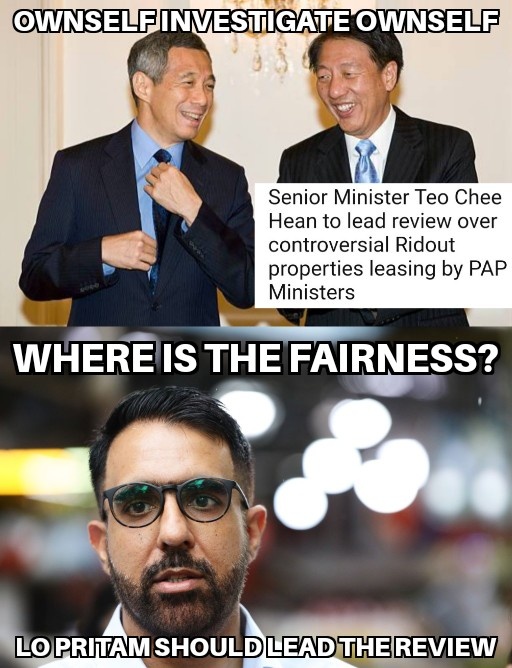 OWNSELF INVESTIGATE OWNSELF
Senior Minister Teo Chee
Hean to lead review over
controversial Ridout
properties leasing by PAP
Ministers
WHERE IS THE FAIRNESS?
LO PRITAM SHOULD LEAD THE REVIEW